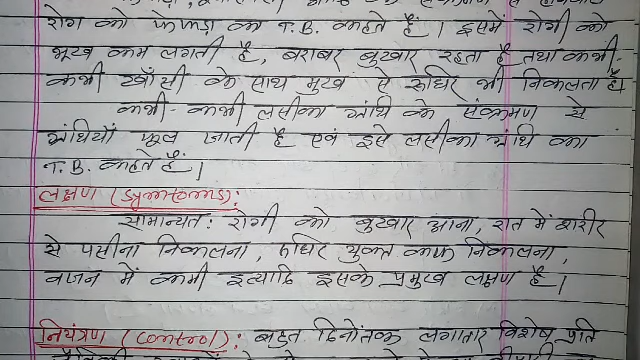 रोग को फेफड़ा का T.B. कहते हैं। इसमें रोगी को
भूख कम लगती है, बराबर बुखार रहता है तथा कभी-
कभी खाँसी के साथ मुख से रुधिर भी निकलता है।
कभी-कभी लसीका ग्रंथि के संक्रमण से
ग्रंथियाँ फूल जाती है एवं इसे लसीका ग्रंथि का
T.B. कहते हैं।
लक्षण (Symptoms):
सामान्यत: रोगी को बुखार आना, रात में शरीर
से पसीना निकलना, रुधिर युक्त कफ निकलना,
वजन में कमी इत्यादि इसके प्रमुख लक्षण है।
नियंत्रण (Control): बहुत दिनोंतक लगातार विशेष प्रति